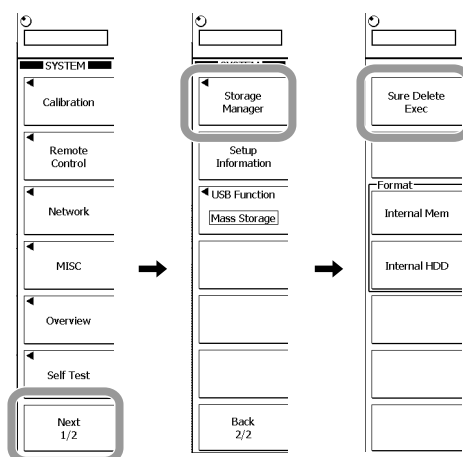 SYSTEM
Calibration
Remote
Control
Network
MISC
Overview
Self Test
Next
1/2
SYSTEM
Storage
Manager
Setup
Information
USB Function
Mass Storage
Back
2/2
Sure Delete
Exec
Format
Internal Mem
Internal HDD